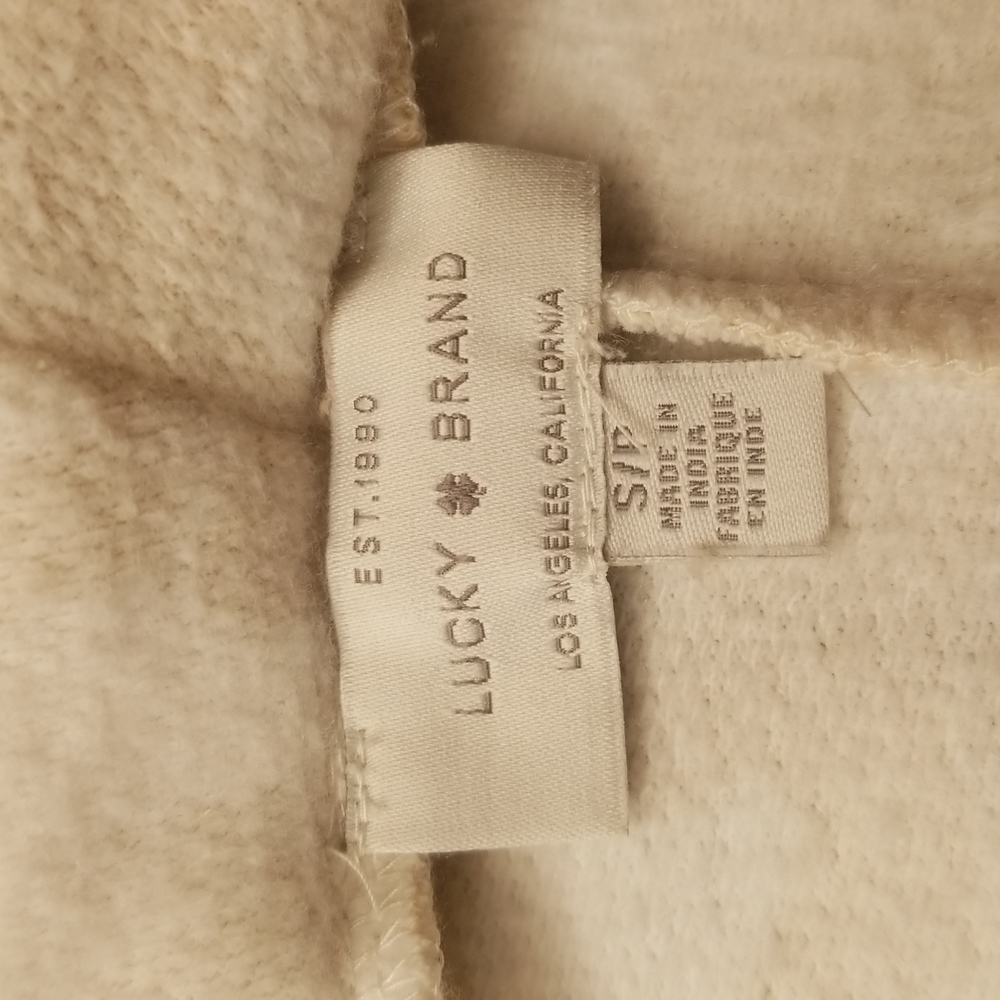 EST.1990
LUCKY BRAND
LOS ANGELES, CALIFORNIA
S/P
MADE IN
INDIA
FABRIQUE
EN INDE